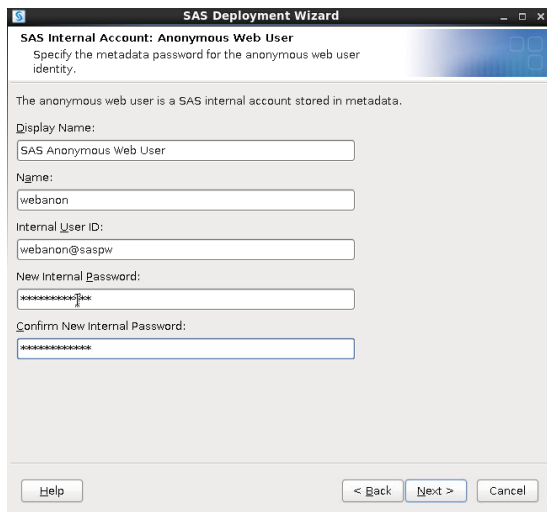 SAS Deployment Wizard
SAS Internal Account: Anonymous Web User
Specify the metadata password for the anonymous web user
identity.
The anonymous web user is a SAS internal account stored in metadata.
Display Name:
SAS Anonymous Web User
Name:
webanon
Internal User ID:
webanon@saspw
New Internal Password:
************
Confirm New Internal Password:
************
Help
< Back
Next >
Cancel